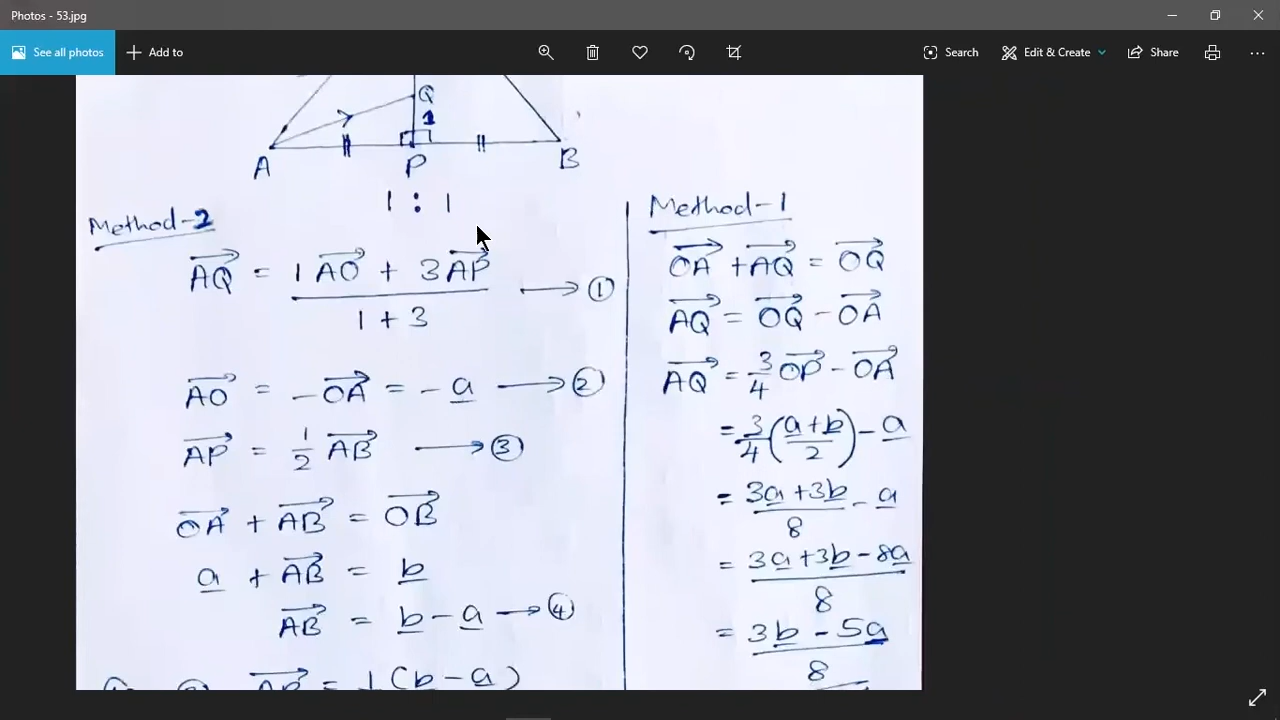 Photos - 53.jpg
See all photos
Add to
Search
Edit & Create
Share
Q
1
A
P
B
1 : 1
Method-2
AQ⃗ = (1 AO⃗ + 3 AP⃗) / (1 + 3) → ①
AO⃗ = -OA⃗ = -a → ②
AP⃗ = 1/2 AB⃗ → ③
OA⃗ + AB⃗ = OB⃗
a + AB⃗ = b
AB⃗ = b - a → ④
AP⃗ = 1 (b - a)
Method-1
OA⃗ + AQ⃗ = OQ⃗
AQ⃗ = OQ⃗ - OA⃗
AQ⃗ = 3/4 OP⃗ - OA⃗
= 3/4 ((a+b)/2) - a
= (3a+3b)/8 - a
= (3a+3b-8a)/8
= (3b - 5a)/8